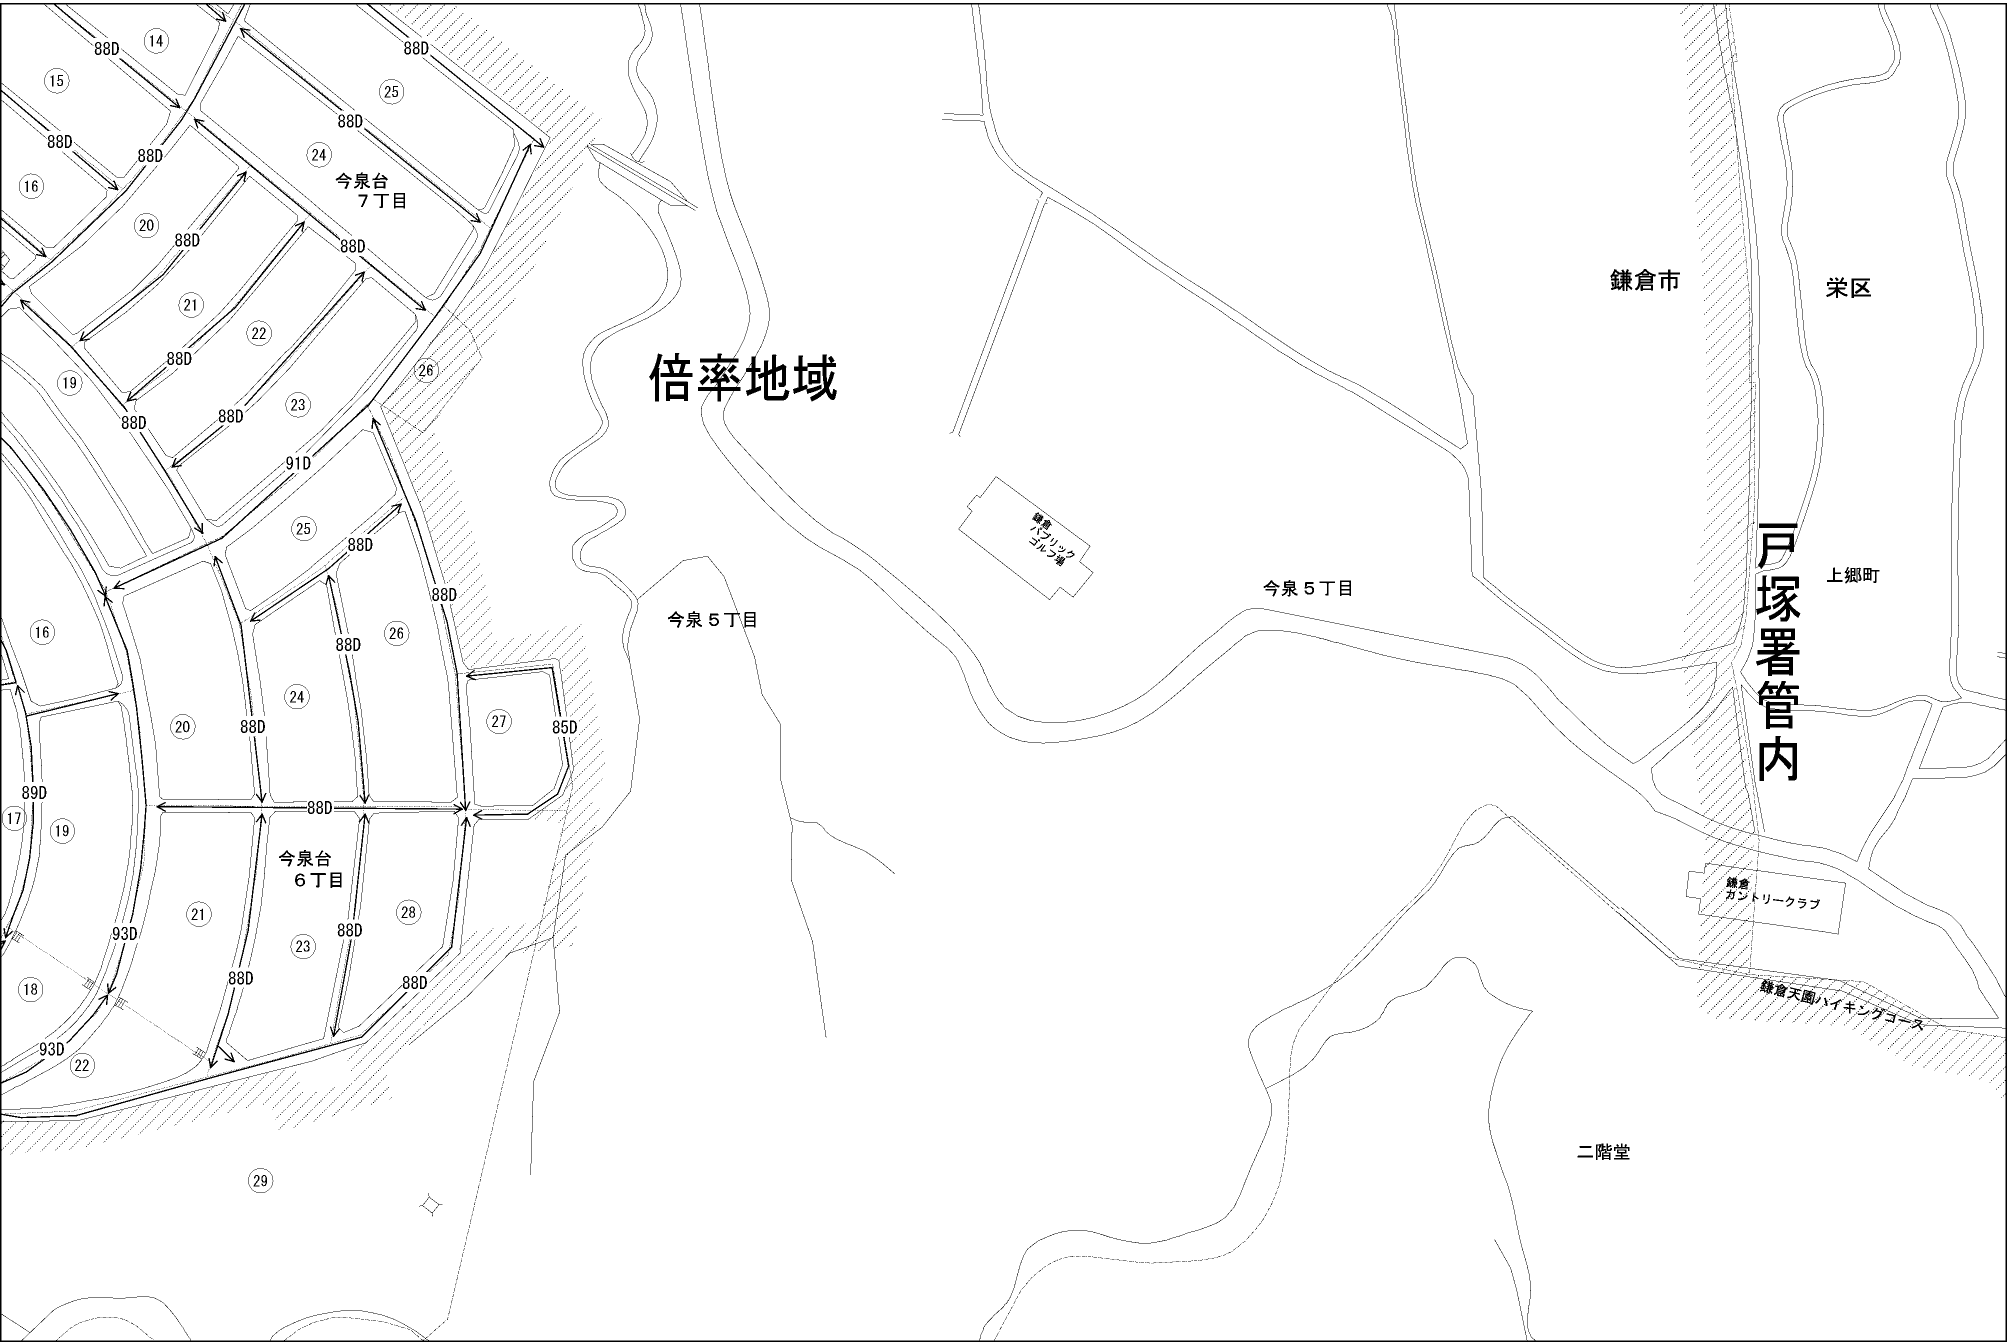 88D
14
15
88D
25
88D
88D
88D
24
16
今泉台
７丁目
20
88D
88D
21
22
88D
19
26
23
88D
88D
91D
25
88D
88D
16
26
88D
20
24
88D
27
85D
89D
88D
17
19
今泉台
６丁目
21
28
93D
88D
23
88D
88D
18
93D
22
29
倍率地域
鎌倉市
栄区
鎌倉
パブリック
ゴルフ場
今泉５丁目
今泉５丁目
上郷町
戸塚署管内
鎌倉
カントリークラブ
鎌倉天園ハイキングコース
二階堂